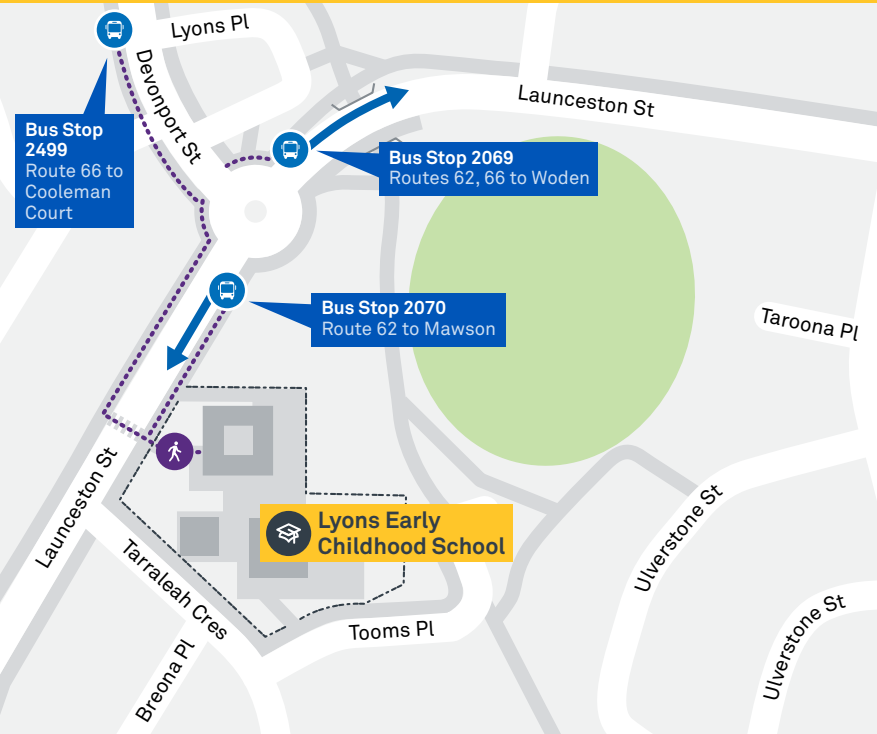 Lyons Pl
Devonport St
Launceston St
Bus Stop
2499
Route 66 to
Cooleman
Court
Bus Stop 2069
Routes 62, 66 to Woden
Bus Stop 2070
Route 62 to Mawson
Taroona Pl
Launceston St
Lyons Early
Childhood School
Ulverstone St
Tarraleah Cres
Tooms Pl
Ulverstone St
Breona Pl